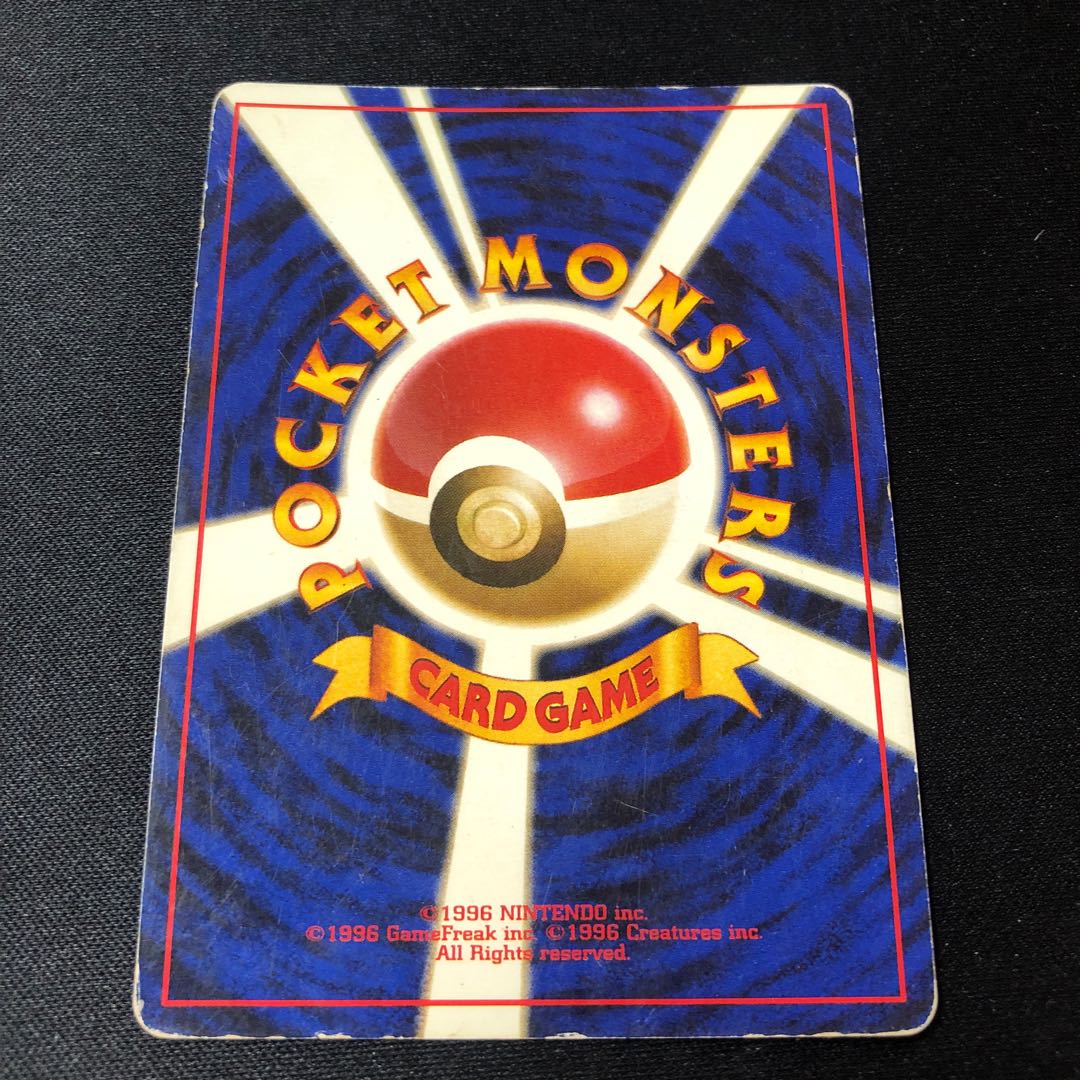 POCKET MONSTERS
CARD GAME
©1996 NINTENDO inc.
©1996 GameFreak inc. ©1996 Creatures inc.
All Rights reserved.